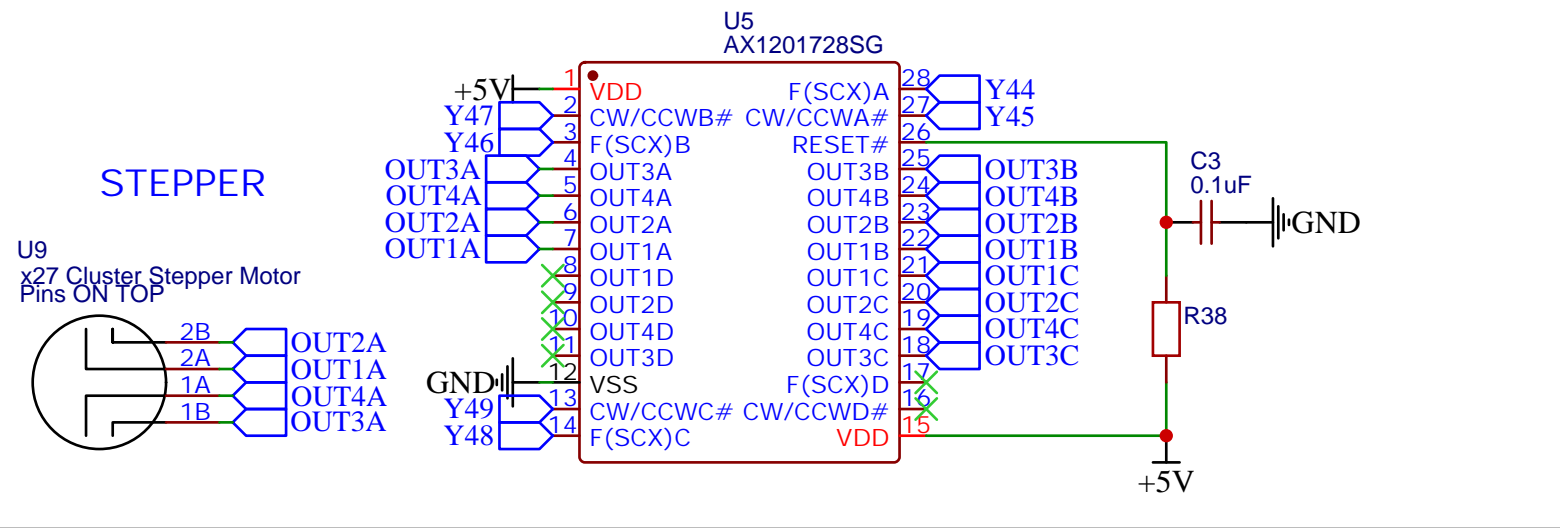 U5
AX1201728SG
+5V
1
VDD
F(SCX)A
28
Y44
Y47
2
CW/CCWB#
CW/CCWA#
27
Y45
Y46
3
F(SCX)B
RESET#
26
OUT3A
4
OUT3A
OUT3B
25
OUT3B
OUT4A
5
OUT4A
OUT4B
24
OUT4B
OUT2A
6
OUT2A
OUT2B
23
OUT2B
OUT1A
7
OUT1A
OUT1B
22
OUT1B
8
OUT1D
OUT1C
21
OUT1C
9
OUT2D
OUT2C
20
OUT2C
10
OUT4D
OUT4C
19
OUT4C
11
OUT3D
OUT3C
18
OUT3C
GND
12
VSS
F(SCX)D
17
Y49
13
CW/CCWC#
CW/CCWD#
16
Y48
14
F(SCX)C
VDD
15
C3
0.1uF
GND
R38
+5V
STEPPER
U9
x27 Cluster Stepper Motor
Pins ON TOP
2B
OUT2A
2A
OUT1A
1A
OUT4A
1B
OUT3A